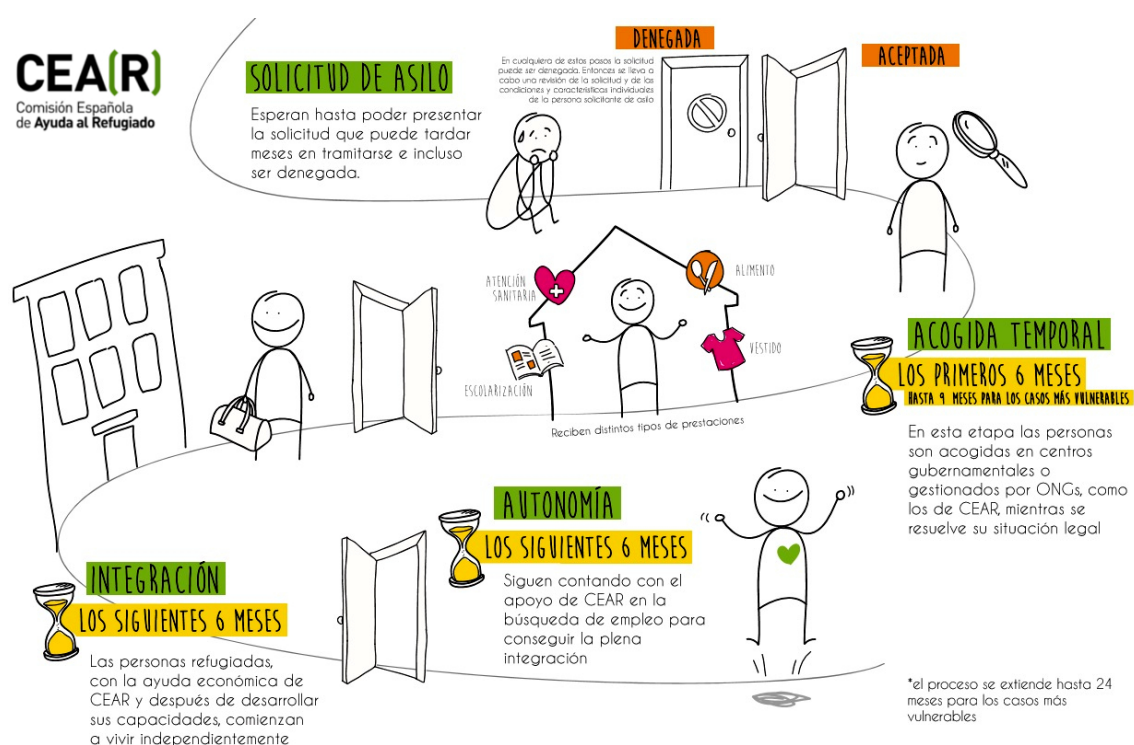 CEA(R)
Comisión Española
de Ayuda al Refugiado
SOLICITUD DE ASILO
Esperan hasta poder presentar
la solicitud que puede tardar
meses en tramitarse e incluso
ser denegada.
DENEGADA
En cualquiera de estos pasos la solicitud
puede ser denegada. Entonces se lleva a
cabo una revisión de la solicitud y de las
condiciones y características individuales
de la persona solicitante de asilo
ACEPTADA
ATENCIÓN
SANITARIA
ALIMENTO
VESTIDO
ESCOLARIZACIÓN
Reciben distintos tipos de prestaciones
ACOGIDA TEMPORAL
LOS PRIMEROS 6 MESES
HASTA 9 MESES PARA LOS CASOS MÁS VULNERABLES
En esta etapa las personas
son acogidas en centros
gubernamentales o
gestionados por ONGs, como
los de CEAR, mientras se
resuelve su situación legal
INTEGRACIÓN
LOS SIGUIENTES 6 MESES
Las personas refugiadas,
con la ayuda económica de
CEAR y después de desarrollar
sus capacidades, comienzan
a vivir independientemente
AUTONOMÍA
LOS SIGUIENTES 6 MESES
Siguen contando con el
apoyo de CEAR en la
búsqueda de empleo para
conseguir la plena
integración
*el proceso se extiende hasta 24
meses para los casos más
vulnerables